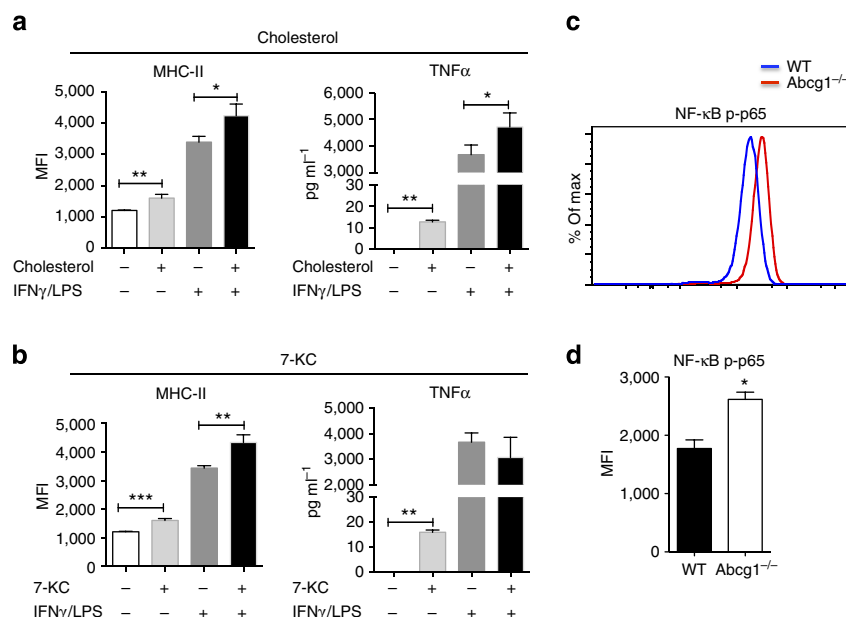 a
Cholesterol
MHC-II
5,000
4,000
3,000
2,000
1,000
0
MFI
*
**
Cholesterol – + – +
IFNγ/LPS – – + +
TNFα
5,000
4,000
3,000
30
20
10
0
pg ml⁻¹
*
**
Cholesterol – + – +
IFNγ/LPS – – + +
b
7-KC
MHC-II
5,000
4,000
3,000
2,000
1,000
0
MFI
**
***
7-KC – + – +
IFNγ/LPS – – + +
TNFα
5,000
4,000
3,000
2,000
30
20
10
0
pg ml⁻¹
**
7-KC – + – +
IFNγ/LPS – – + +
c
WT
Abcg1⁻/⁻
NF-κB p-p65
% Of max
d
NF-κB p-p65
3,000
2,000
1,000
0
MFI
*
WT Abcg1⁻/⁻